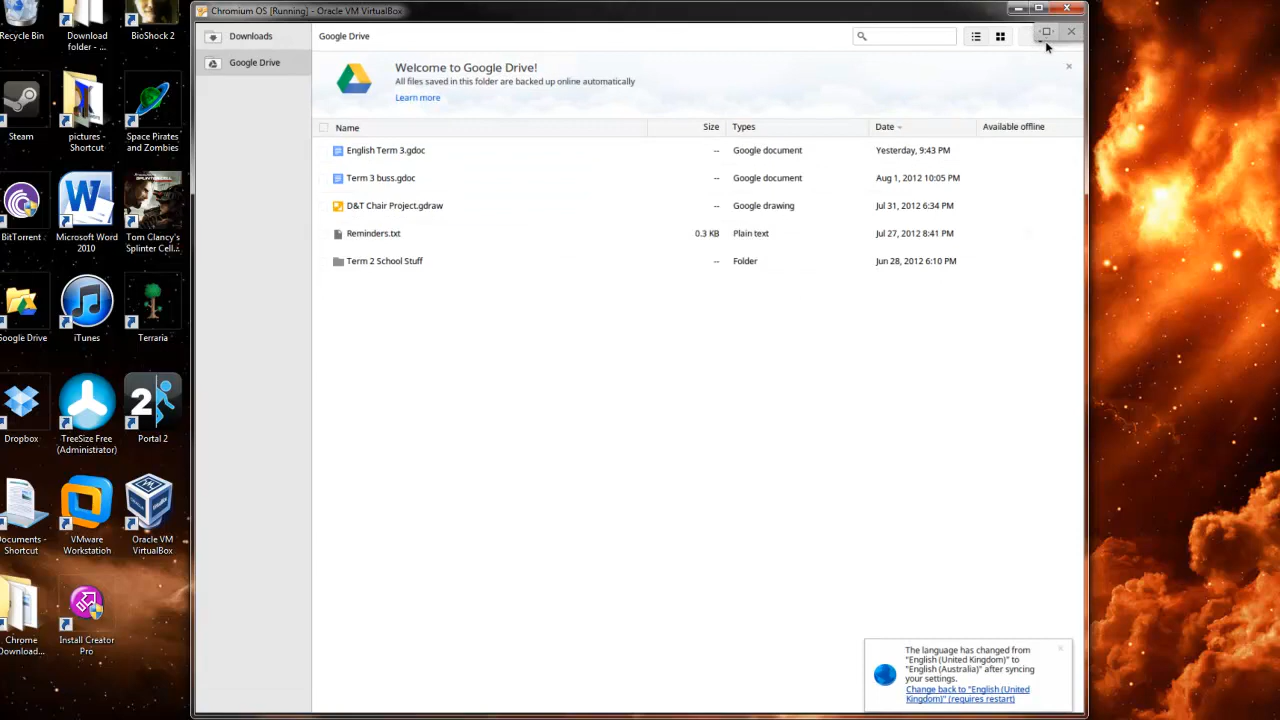 Chromium OS [Running] - Oracle VM VirtualBox
Recycle Bin
Download folder - ...
BioShock 2
Downloads
Google Drive
Google Drive
Welcome to Google Drive!
All files saved in this folder are backed up online automatically
Learn more
Name Size Types Date Available offline
English Term 3.gdoc -- Google document Yesterday, 9:43 PM
Term 3 buss.gdoc -- Google document Aug 1, 2012 10:05 PM
D&T Chair Project.gdraw -- Google drawing Jul 31, 2012 6:34 PM
Reminders.txt 0.3 KB Plain text Jul 27, 2012 8:41 PM
Term 2 School Stuff -- Folder Jun 28, 2012 6:10 PM
Steam
pictures - Shortcut
Space Pirates and Zombies
BitTorrent
Microsoft Word 2010
Tom Clancy's Splinter Cell...
Google Drive
iTunes
Terraria
Dropbox
TreeSize Free (Administrator)
2
Portal 2
Documents - Shortcut
VMware Workstation
Oracle VM VirtualBox
Chrome Download...
Install Creator Pro
The language has changed from
"English (United Kingdom)" to
"English (Australia)" after syncing
your settings.
Change back to "English (United
Kingdom)" (requires restart)